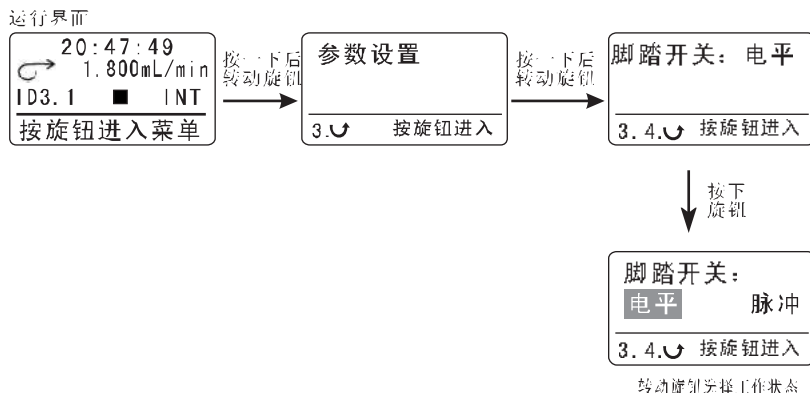 运行界面
20:47:49
1.800mL/min
ID3.1 ■ INT
按旋钮进入菜单
按一下后
转动旋钮
参数设置
3.↺ 按旋钮进入
按一下后
转动旋钮
脚踏开关：电平
3.4.↺ 按旋钮进入
按下
旋钮
脚踏开关：
电平 脉冲
3.4.↺ 按旋钮进入
转动旋钮选择工作状态